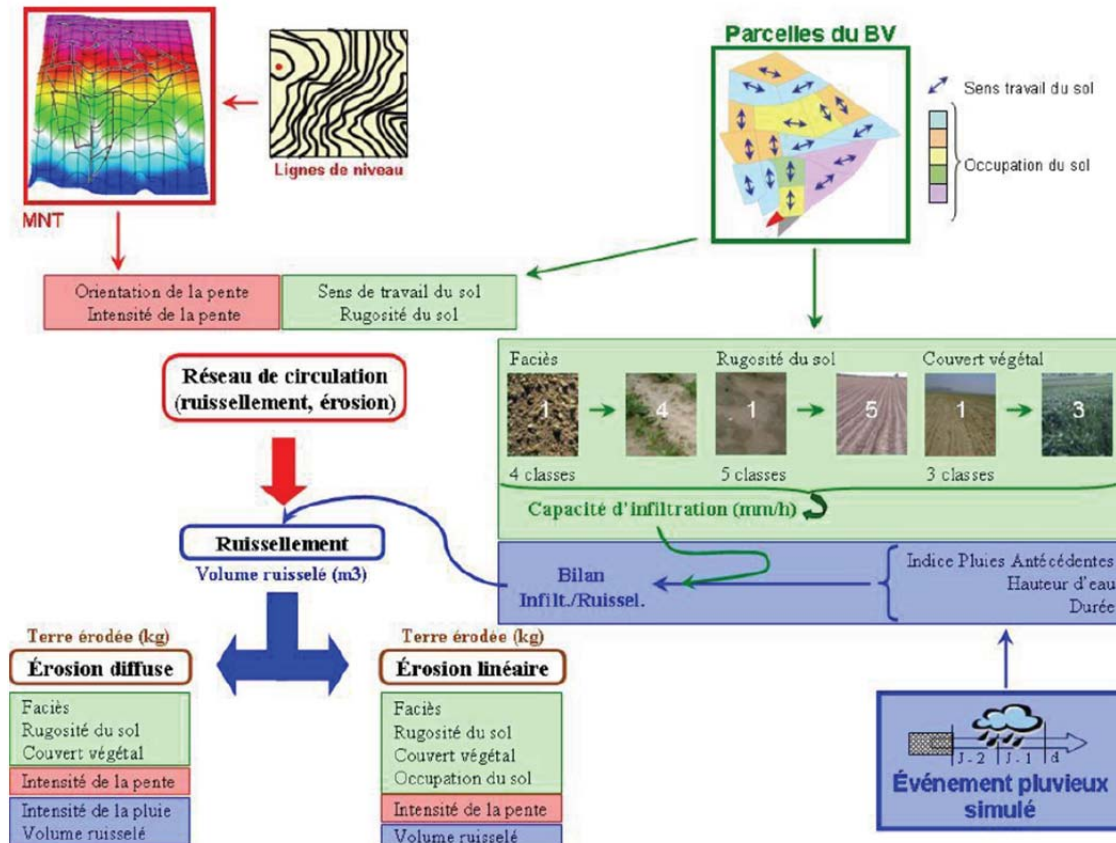 Parcelles du BV
Sens travail du sol
Occupation du sol
Lignes de niveau
MNT
Orientation de la pente
Intensité de la pente
Sens de travail du sol
Rugosité du sol
Réseau de circulation
(ruissellement, érosion)
Faciès
Rugosité du sol
Couvert végétal
1
4
1
5
1
3
4 classes
5 classes
3 classes
Capacité d'infiltration (mm/h)
Ruissellement
Volume ruisselé (m3)
Bilan
Infilt./Ruissel.
Indice Pluies Antécédentes
Hauteur d'eau
Durée
Terre érodée (kg)
Érosion diffuse
Faciès
Rugosité du sol
Couvert végétal
Intensité de la pente
Intensité de la pluie
Volume ruisselé
Terre érodée (kg)
Érosion linéaire
Faciès
Rugosité du sol
Couvert végétal
Occupation du sol
Intensité de la pente
Volume ruisselé
J - 2
J - 1
d
Événement pluvieux
simulé